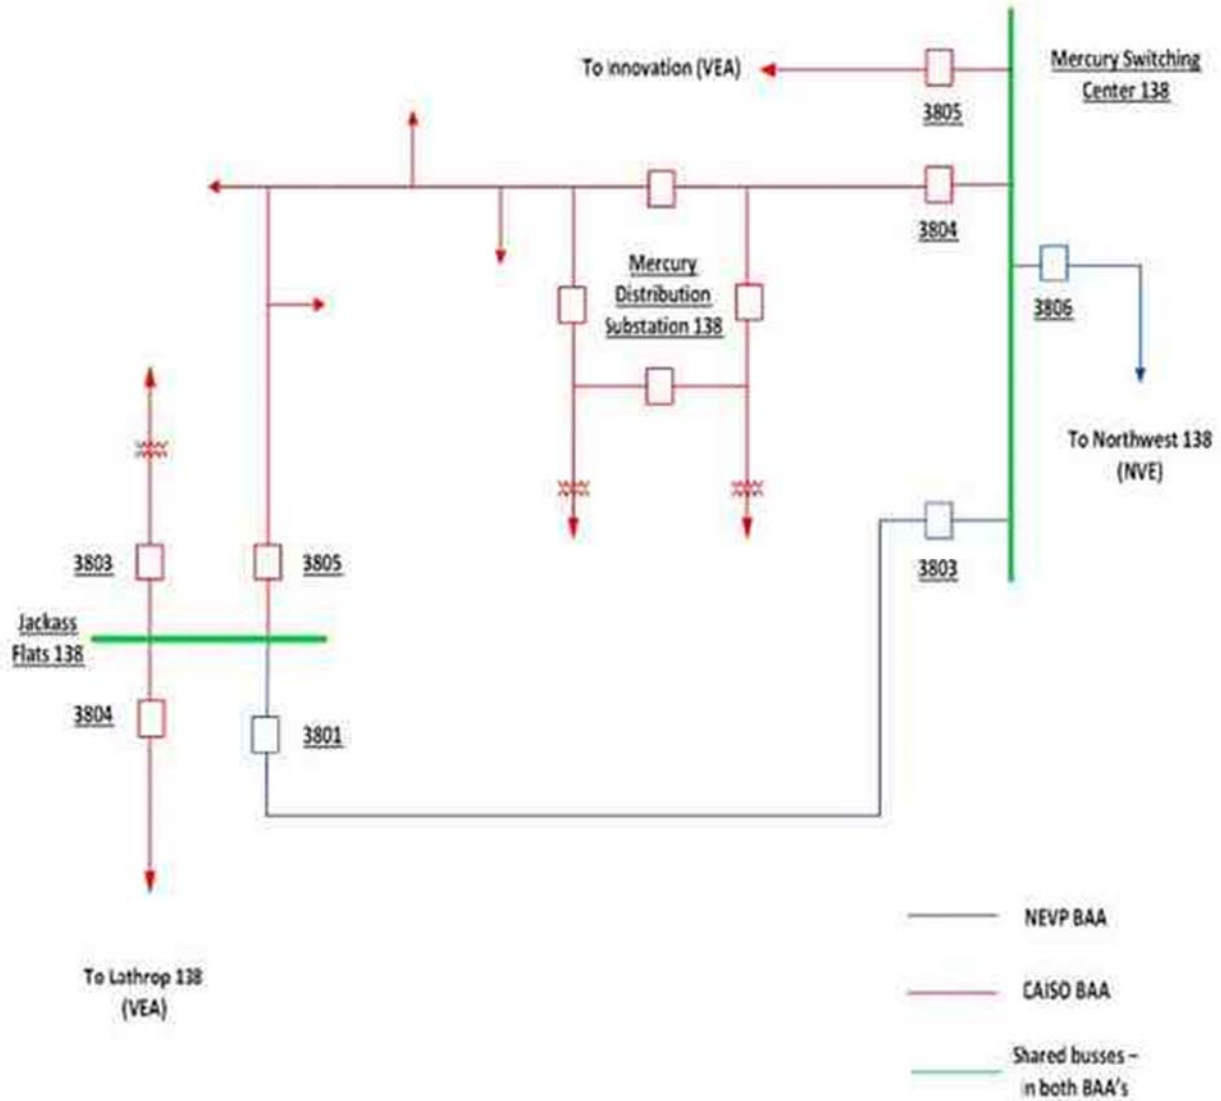 To Innovation (VEA)
3805
Mercury Switching
Center 138
3804
Mercury
Distribution
Substation 138
3806
To Northwest 138
(NVE)
3803
3803
3805
Jackass
Flats 138
3804
3801
To Lathrop 138
(VEA)
NEVP BAA
CAISO BAA
Shared busses –
in both BAA's